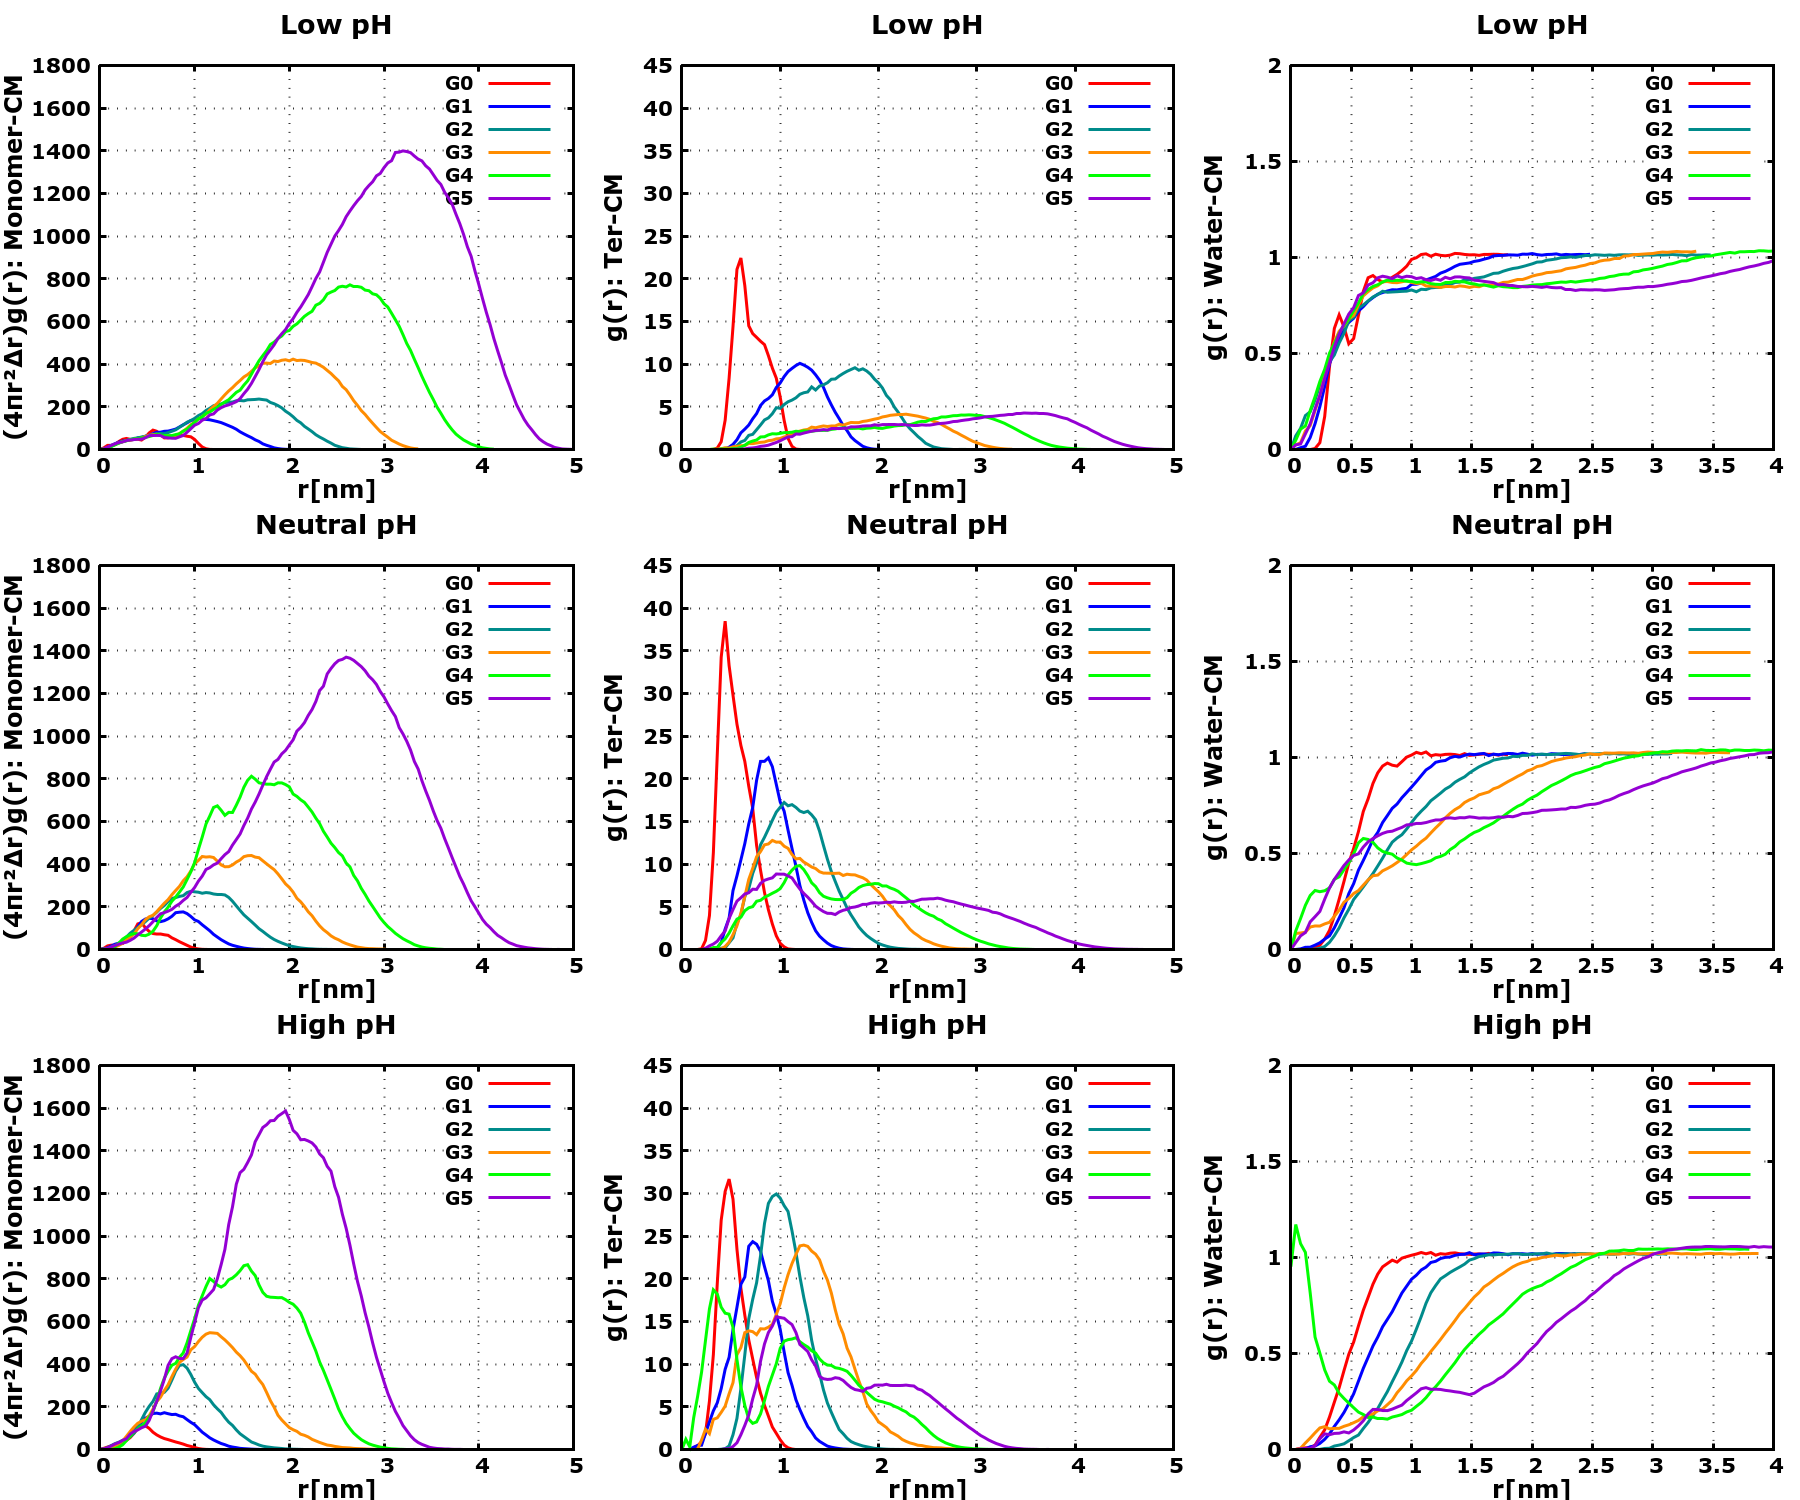 Low pH
(4πr²Δr)g(r): Monomer-CM
1800
1600
1400
1200
1000
800
600
400
200
0
G0
G1
G2
G3
G4
G5
0 1 2 3 4 5
r[nm]
Low pH
g(r): Ter-CM
45
40
35
30
25
20
15
10
5
0
G0
G1
G2
G3
G4
G5
0 1 2 3 4 5
r[nm]
Low pH
g(r): Water-CM
2
1.5
1
0.5
0
G0
G1
G2
G3
G4
G5
0 0.5 1 1.5 2 2.5 3 3.5 4
r[nm]
Neutral pH
(4πr²Δr)g(r): Monomer-CM
1800
1600
1400
1200
1000
800
600
400
200
0
G0
G1
G2
G3
G4
G5
0 1 2 3 4 5
r[nm]
Neutral pH
g(r): Ter-CM
45
40
35
30
25
20
15
10
5
0
G0
G1
G2
G3
G4
G5
0 1 2 3 4 5
r[nm]
Neutral pH
g(r): Water-CM
2
1.5
1
0.5
0
G0
G1
G2
G3
G4
G5
0 0.5 1 1.5 2 2.5 3 3.5 4
r[nm]
High pH
(4πr²Δr)g(r): Monomer-CM
1800
1600
1400
1200
1000
800
600
400
200
0
G0
G1
G2
G3
G4
G5
0 1 2 3 4 5
r[nm]
High pH
g(r): Ter-CM
45
40
35
30
25
20
15
10
5
0
G0
G1
G2
G3
G4
G5
0 1 2 3 4 5
r[nm]
High pH
g(r): Water-CM
2
1.5
1
0.5
0
G0
G1
G2
G3
G4
G5
0 0.5 1 1.5 2 2.5 3 3.5 4
r[nm]